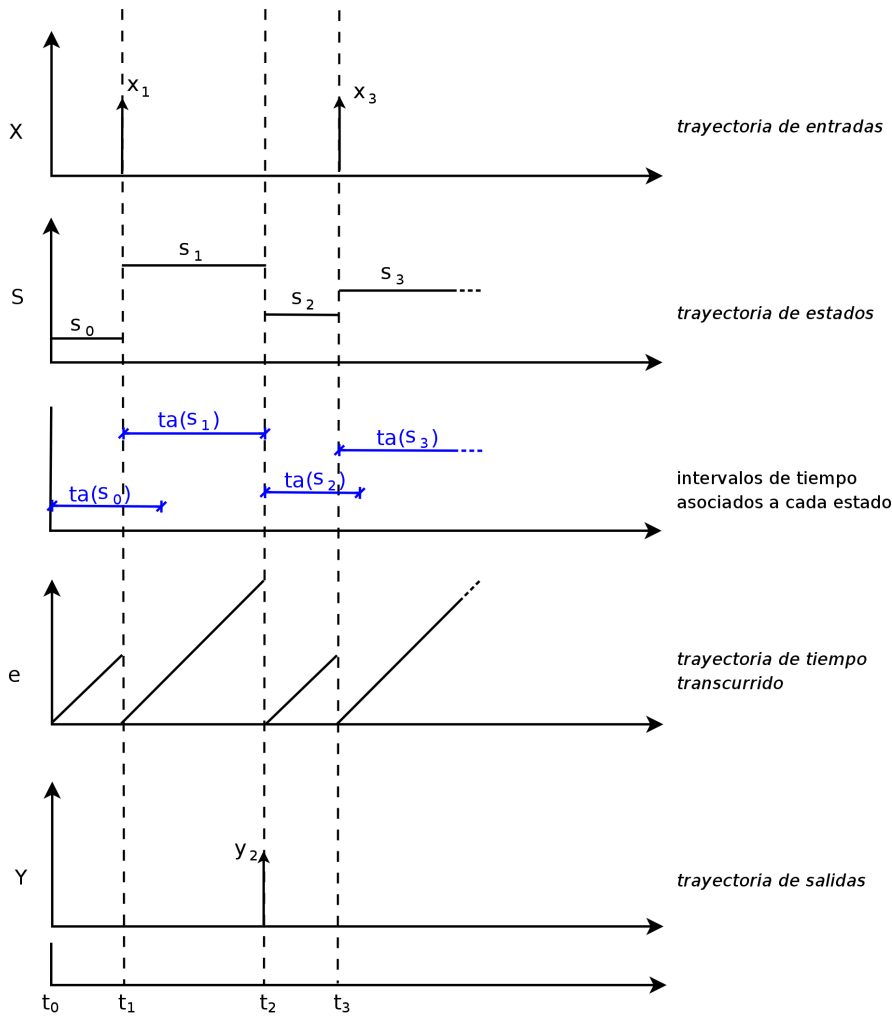 x1
x3
X
trayectoria de entradas
s1
s3
s2
S
s0
trayectoria de estados
ta(s1)
ta(s3)
ta(s0)
ta(s2)
intervalos de tiempo
asociados a cada estado
e
trayectoria de tiempo
transcurrido
y2
Y
trayectoria de salidas
t0 t1 t2 t3